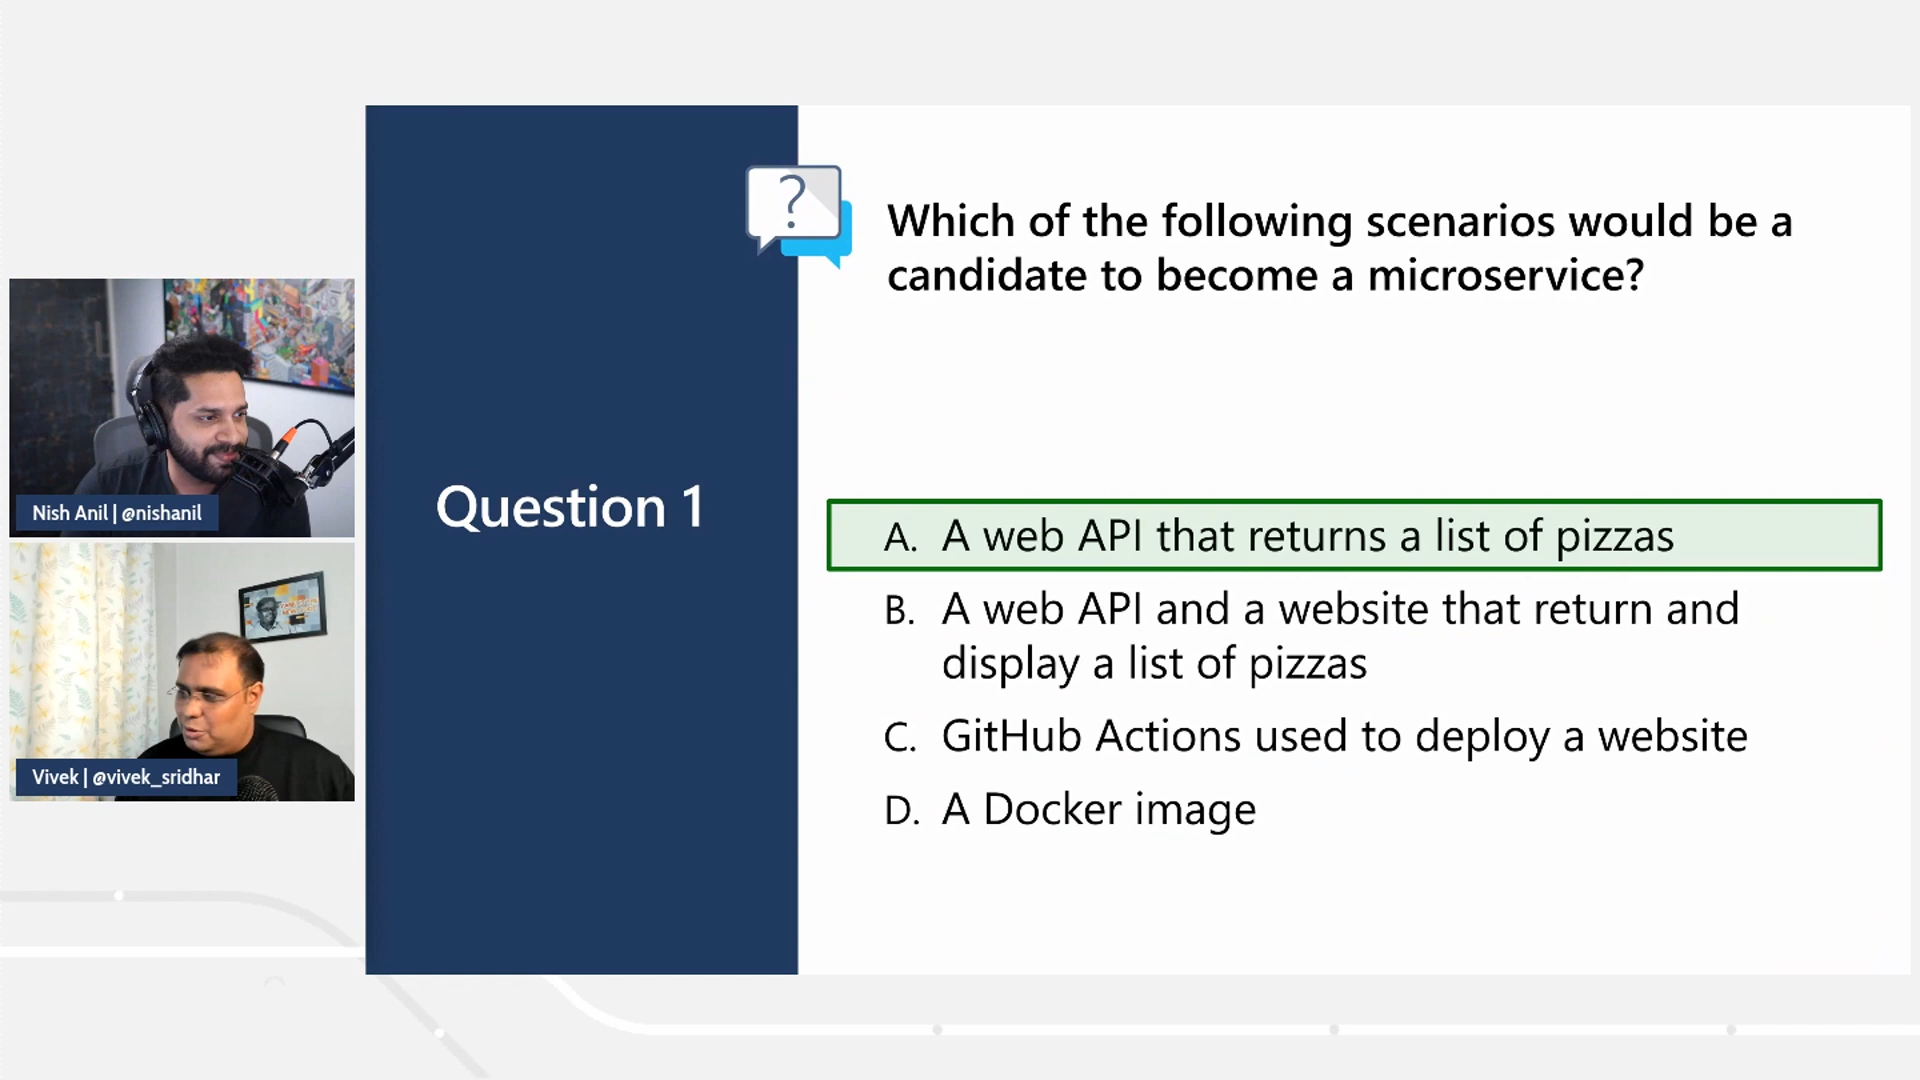 Question 1
?
Which of the following scenarios would be a
candidate to become a microservice?
A. A web API that returns a list of pizzas
B. A web API and a website that return and
display a list of pizzas
C. GitHub Actions used to deploy a website
D. A Docker image
Nish Anil | @nishanil
Vivek | @vivek_sridhar